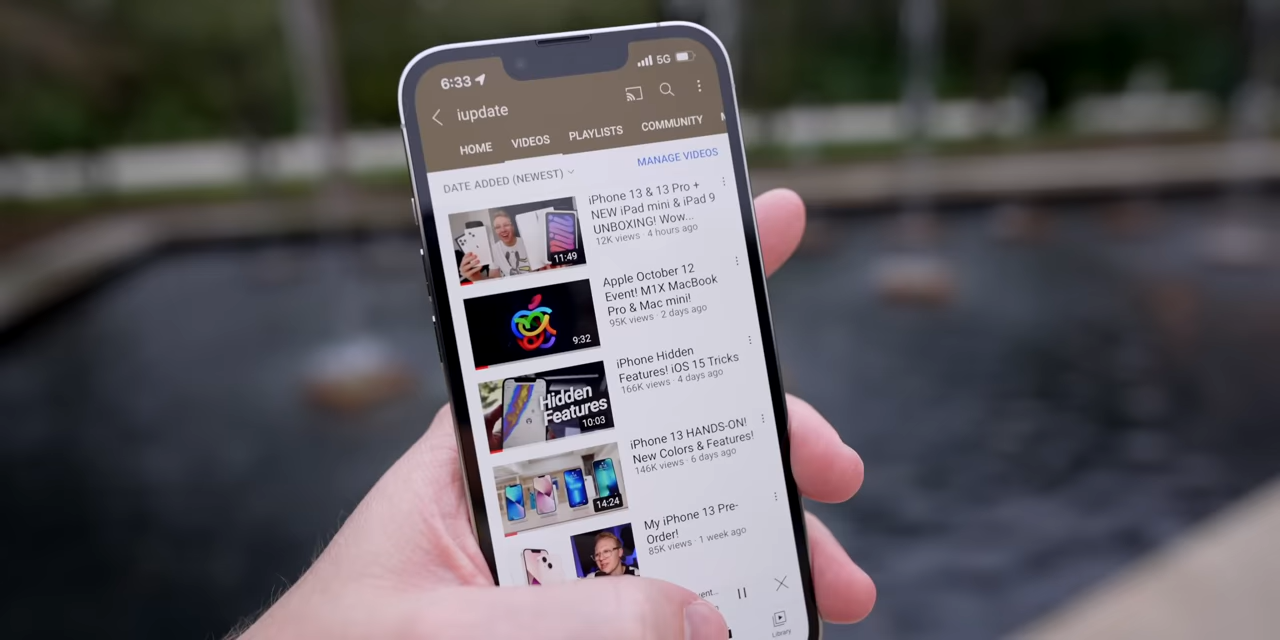 6:33
5G
iupdate
HOME VIDEOS PLAYLISTS COMMUNITY
DATE ADDED (NEWEST)
MANAGE VIDEOS
11:49
iPhone 13 & 13 Pro +
NEW iPad mini & iPad 9
UNBOXING! Wow...
12K views · 4 hours ago
9:32
Apple October 12
Event! M1X MacBook
Pro & Mac mini!
95K views · 2 days ago
Hidden
Features
10:03
iPhone Hidden
Features! iOS 15 Tricks
166K views · 4 days ago
14:24
iPhone 13 HANDS-ON!
New Colors & Features!
146K views · 6 days ago
My iPhone 13 Pre-
Order!
85K views · 1 week ago
Library